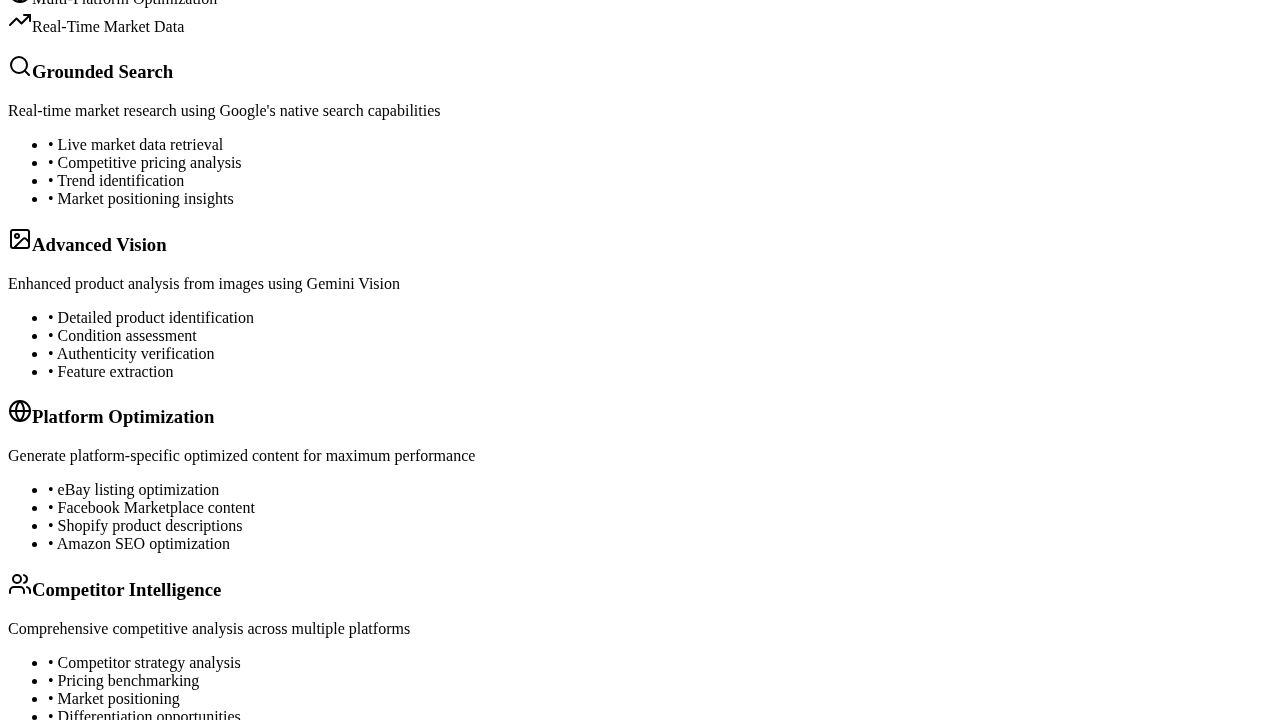 Multi-Platform Optimization
Real-Time Market Data
Grounded Search
Real-time market research using Google's native search capabilities
• Live market data retrieval
• Competitive pricing analysis
• Trend identification
• Market positioning insights
Advanced Vision
Enhanced product analysis from images using Gemini Vision
• Detailed product identification
• Condition assessment
• Authenticity verification
• Feature extraction
Platform Optimization
Generate platform-specific optimized content for maximum performance
• eBay listing optimization
• Facebook Marketplace content
• Shopify product descriptions
• Amazon SEO optimization
Competitor Intelligence
Comprehensive competitive analysis across multiple platforms
• Competitor strategy analysis
• Pricing benchmarking
• Market positioning
• Differentiation opportunities